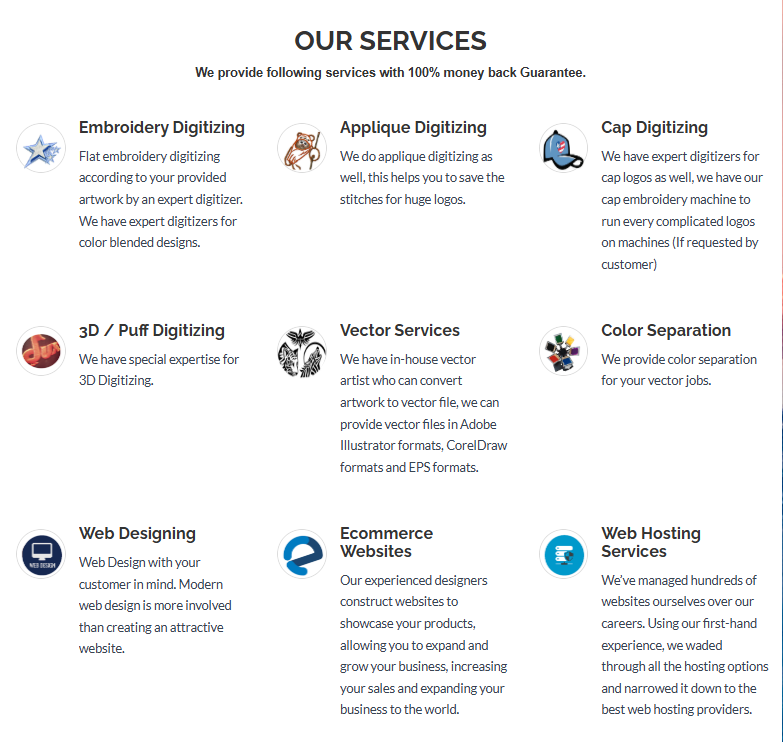 OUR SERVICES
We provide following services with 100% money back Guarantee.
Embroidery Digitizing
Flat embroidery digitizing
according to your provided
artwork by an expert digitizer.
We have expert digitizers for
color blended designs.
Applique Digitizing
We do applique digitizing as
well, this helps you to save the
stitches for huge logos.
Cap Digitizing
We have expert digitizers for
cap logos as well, we have our
cap embroidery machine to
run every complicated logos
on machines (If requested by
customer)
3D / Puff Digitizing
We have special expertise for
3D Digitizing.
Vector Services
We have in-house vector
artist who can convert
artwork to vector file, we can
provide vector files in Adobe
Illustrator formats, CorelDraw
formats and EPS formats.
Color Separation
We provide color separation
for your vector jobs.
WEB DESIGN
Web Designing
Web Design with your
customer in mind. Modern
web design is more involved
than creating an attractive
website.
Ecommerce
Websites
Our experienced designers
construct websites to
showcase your products,
allowing you to expand and
grow your business, increasing
your sales and expanding your
business to the world.
Web Hosting
Services
We've managed hundreds of
websites ourselves over our
careers. Using our first-hand
experience, we waded
through all the hosting options
and narrowed it down to the
best web hosting providers.